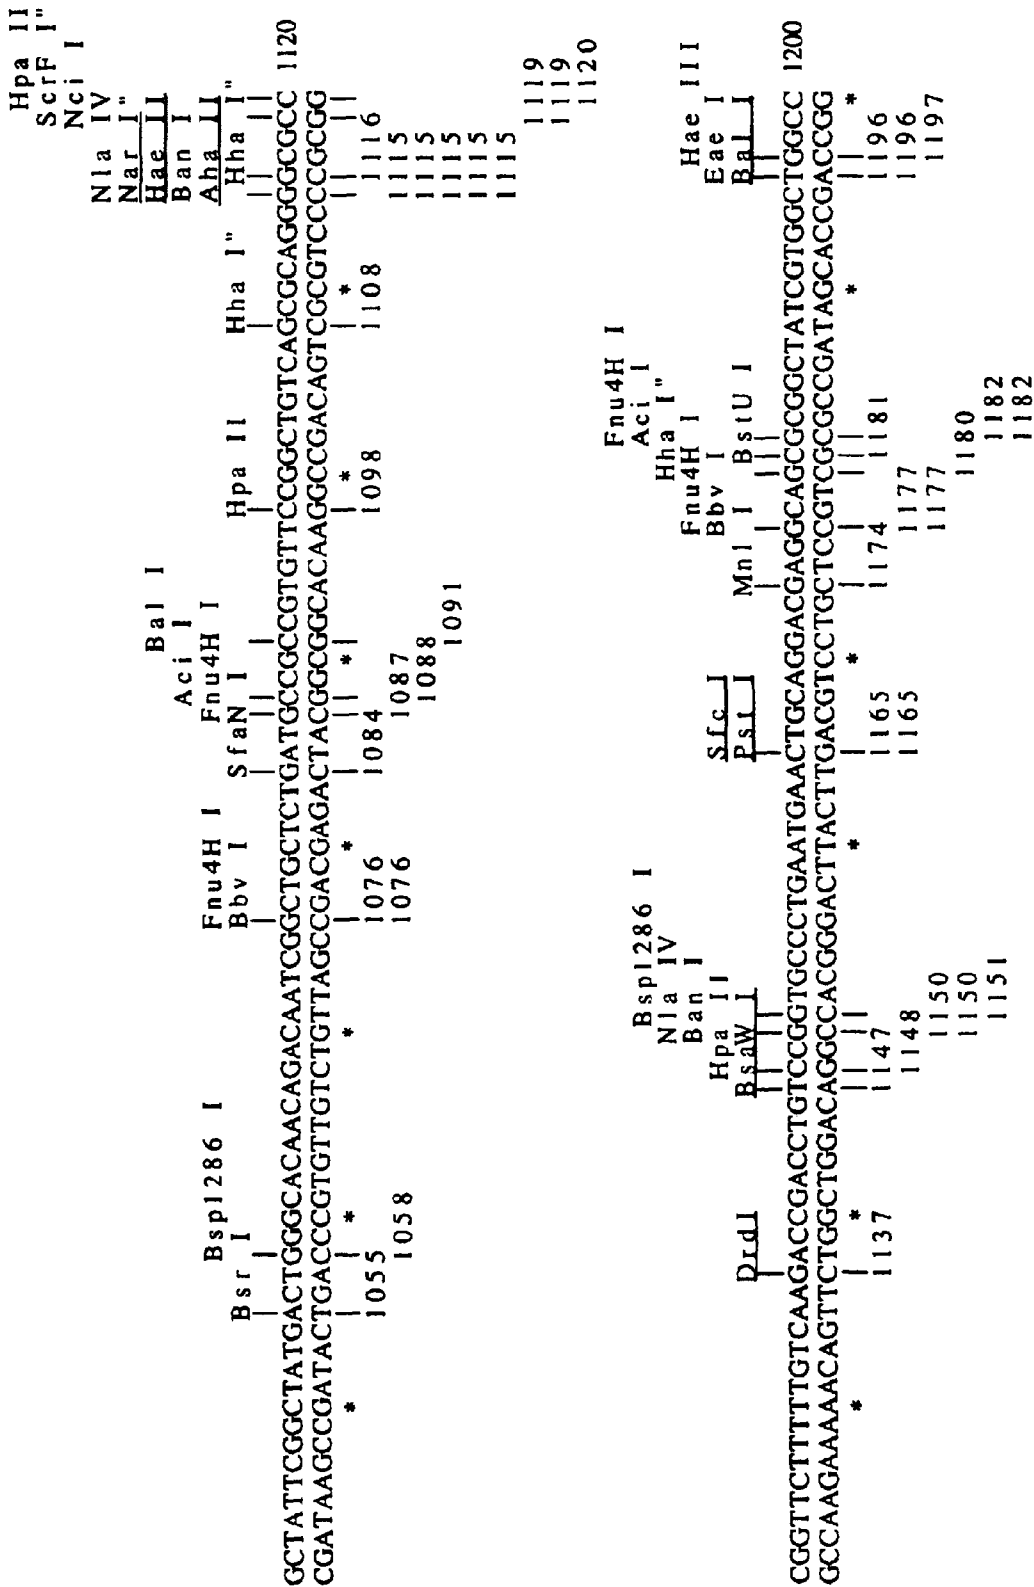 Hpa II
ScrF I"
Nci I
Nla IV
Nar I"
Bal I Hae II
Aci I Ban I
Bsp1286 I Fnu4H I Fnu4H I Aha II
Bsr I Bbv I SfaN I Hpa II Hha I" Hha I"
GCTATTCGGCTATGACTGGGCACAACAGACAATCGGCTGCTCTGATGCCGCCGTGTTCCGGCTGTCAGCGCAGGGGCGCC 1120
CGATAAGCCGATACTGACCCGTGTTGTCTGTTAGCCGACGAGACTACGGCGGCACAAGGCCGACAGTCGCGTCCCCGCGG
* * * * * * *
1055 1076 1084 1098 1108 1116
1058 1076 1087 1115
1088 1115
1091 1115
1115
1115
1119
1119
1120
Fnu4H I
Bsp1286 I Aci I
Nla IV Hha I"
Ban I Fnu4H I Hae III
Hpa II Sfc I Bbv I Eae I
Drd I BsaW I Pst I Mnl I BstU I Bal I
CGGTTCTTTTTGTCAAGACCGACCTGTCCGGTGCCCTGAATGAACTGCAGGACGAGGCAGCGCGGCTATCGTGGCTGGCC 1200
GCCAAGAAAAACAGTTCTGGCTGGACAGGCCACGGGACTTACTTGACGTCCTGCTCCGTCGCGCCGATAGCACCGACCGG
* * * * * *
1137 1147 1165 1174 1181 1196
1148 1165 1177 1196
1150 1177 1197
1150 1180
1151 1182
1182